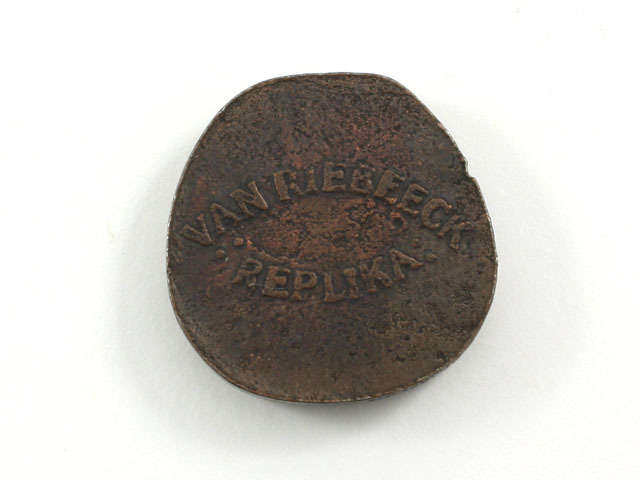 VAN RIEBEECK
· REPLIKA ·